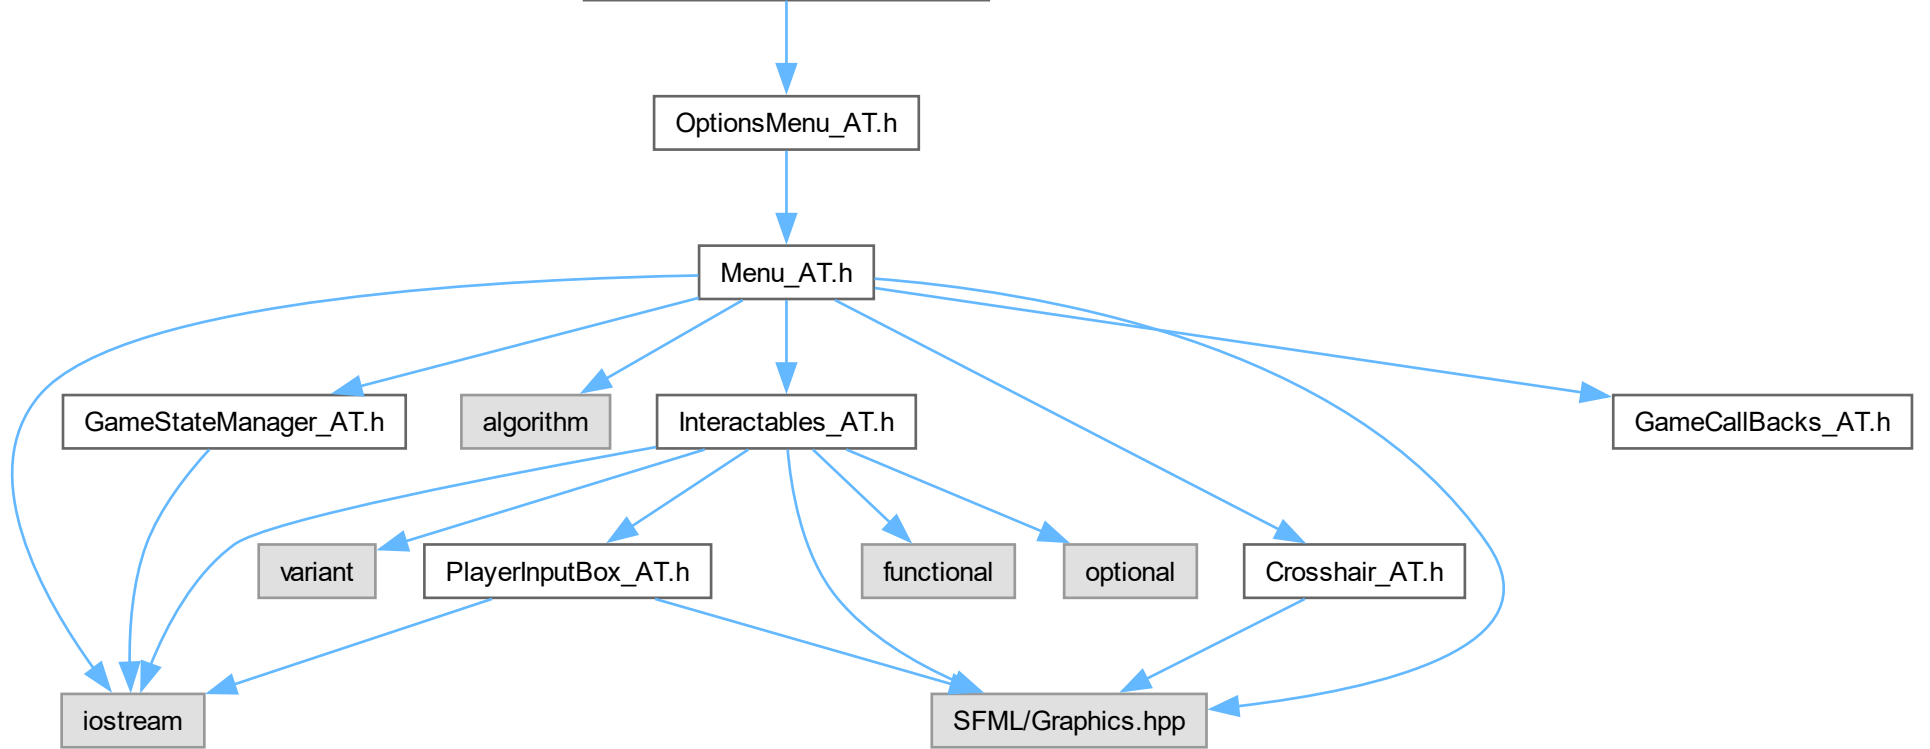 OptionsMenu_AT.h
Menu_AT.h
GameStateManager_AT.h
algorithm
Interactables_AT.h
GameCallBacks_AT.h
variant
PlayerInputBox_AT.h
functional
optional
Crosshair_AT.h
iostream
SFML/Graphics.hpp